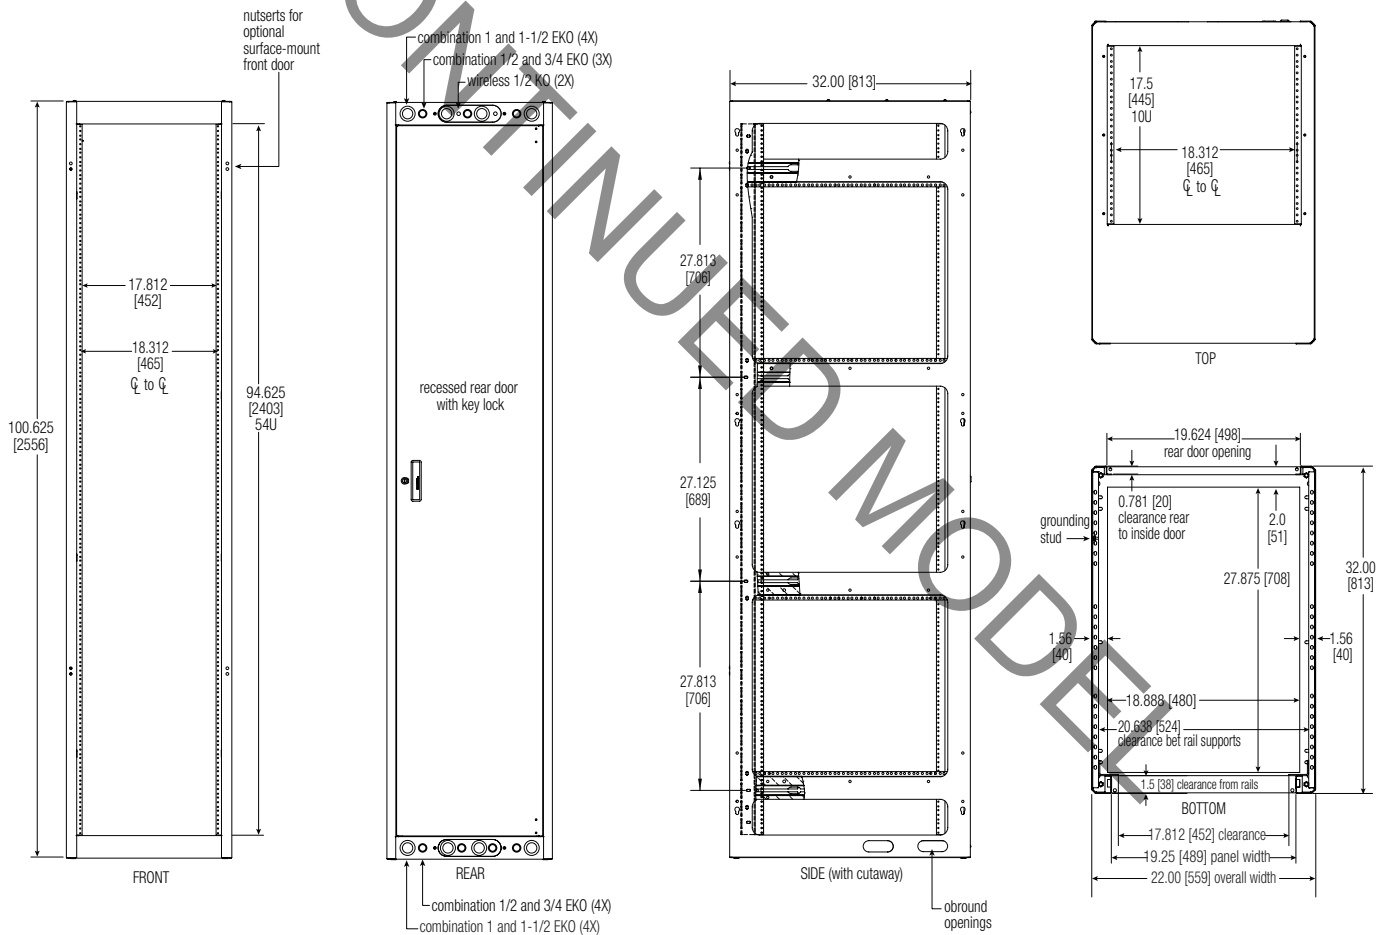 nutserts for
optional
surface-mount
front door
100.625
[2556]
17.812
[452]
18.312
[465]
℄ to ℄
94.625
[2403]
54U
FRONT
combination 1 and 1-1/2 EKO (4X)
combination 1/2 and 3/4 EKO (3X)
wireless 1/2 KO (2X)
recessed rear door
with key lock
REAR
combination 1/2 and 3/4 EKO (4X)
combination 1 and 1-1/2 EKO (4X)
32.00 [813]
27.813
[706]
27.125
[689]
27.813
[706]
SIDE (with cutaway)
obround
openings
17.5
[445]
10U
18.312
[465]
℄ to ℄
TOP
19.624 [498]
rear door opening
0.781 [20]
clearance rear
to inside door
2.0
[51]
grounding
stud
27.875 [708]
32.00
[813]
1.56
[40]
1.56
[40]
18.888 [480]
20.638 [524]
clearance bet rail supports
1.5 [38] clearance from rails
BOTTOM
17.812 [452] clearance
19.25 [489] panel width
22.00 [559] overall width
ONTINUED MODEL